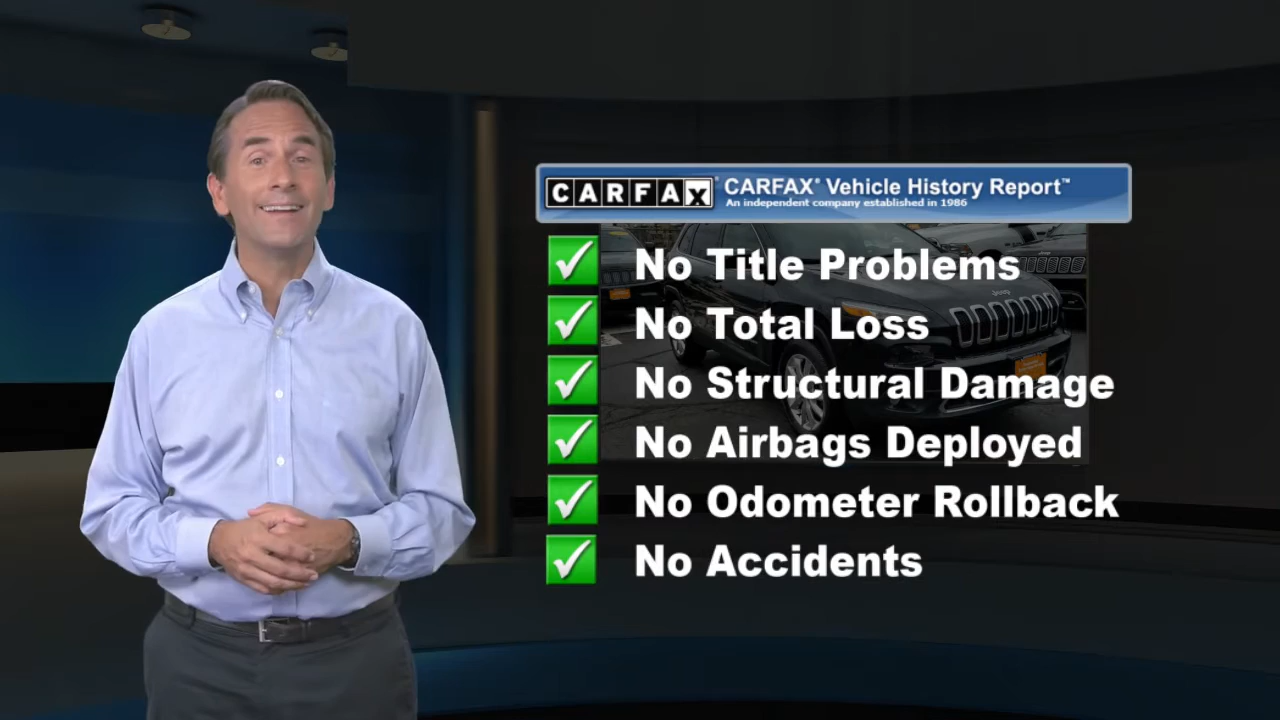 CARFAX® CARFAX® Vehicle History Report™
An independent company established in 1986
No Title Problems
No Total Loss
No Structural Damage
No Airbags Deployed
No Odometer Rollback
No Accidents